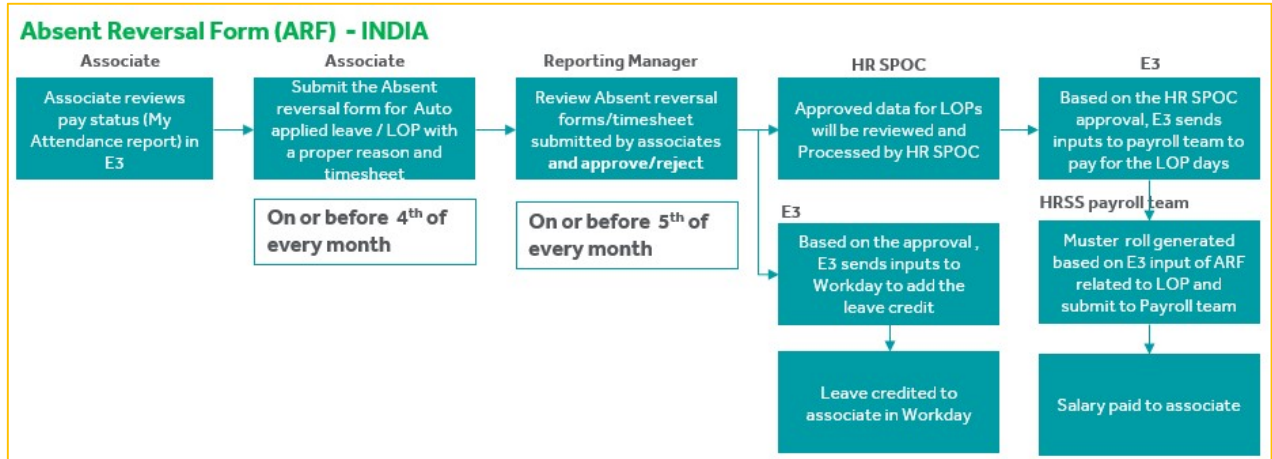 Absent Reversal Form (ARF) - INDIA
Associate
Associate reviews
pay status (My
Attendance report) in
E3
Associate
Submit the Absent
reversal form for Auto
applied leave / LOP with
a proper reason and
timesheet
On or before 4th of
every month
Reporting Manager
Review Absent reversal
forms/timesheet
submitted by associates
and approve/reject
On or before 5th of
every month
HR SPOC
Approved data for LOPs
will be reviewed and
Processed by HR SPOC
E3
Based on the approval ,
E3 sends inputs to
Workday to add the
leave credit
Leave credited to
associate in Workday
E3
Based on the HR SPOC
approval, E3 sends
inputs to payroll team to
pay for the LOP days
HRSS payroll team
Muster roll generated
based on E3 input of ARF
related to LOP and
submit to Payroll team
Salary paid to associate